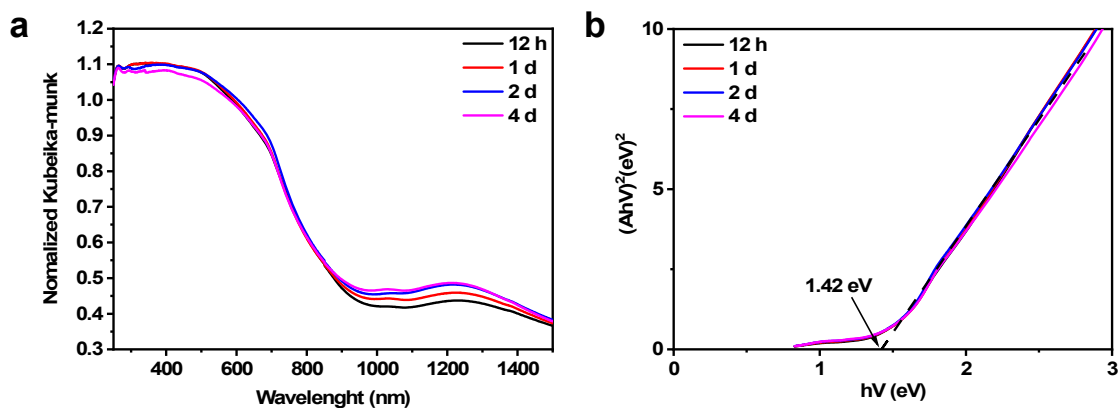 a
Nomalized Kubeika-munk
1.2
1.1
1.0
0.9
0.8
0.7
0.6
0.5
0.4
0.3
400 600 800 1000 1200 1400
Wavelenght (nm)
12 h
1 d
2 d
4 d
b
(AhV)²(eV)²
10
5
0
0 1 2 3
hV (eV)
12 h
1 d
2 d
4 d
1.42 eV